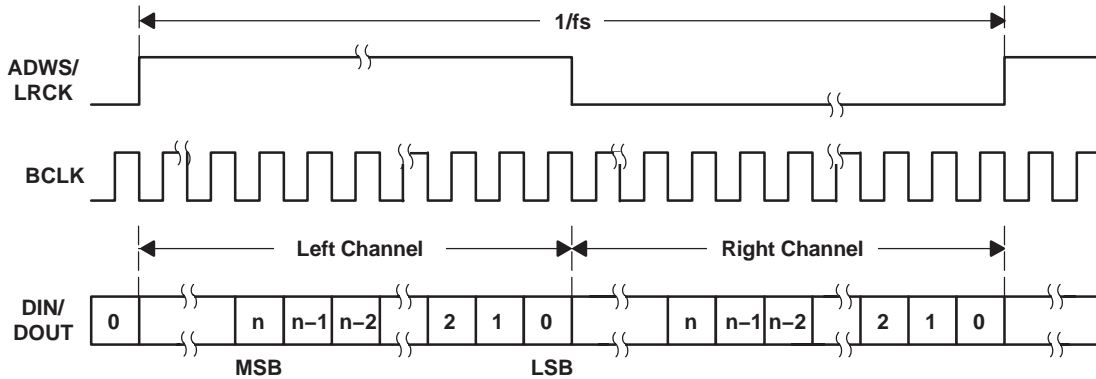 1/fs
ADWS/
LRCK
BCLK
Left Channel
Right Channel
DIN/
DOUT
0 n n−1 n−2 2 1 0 n n−1 n−2 2 1 0
MSB LSB